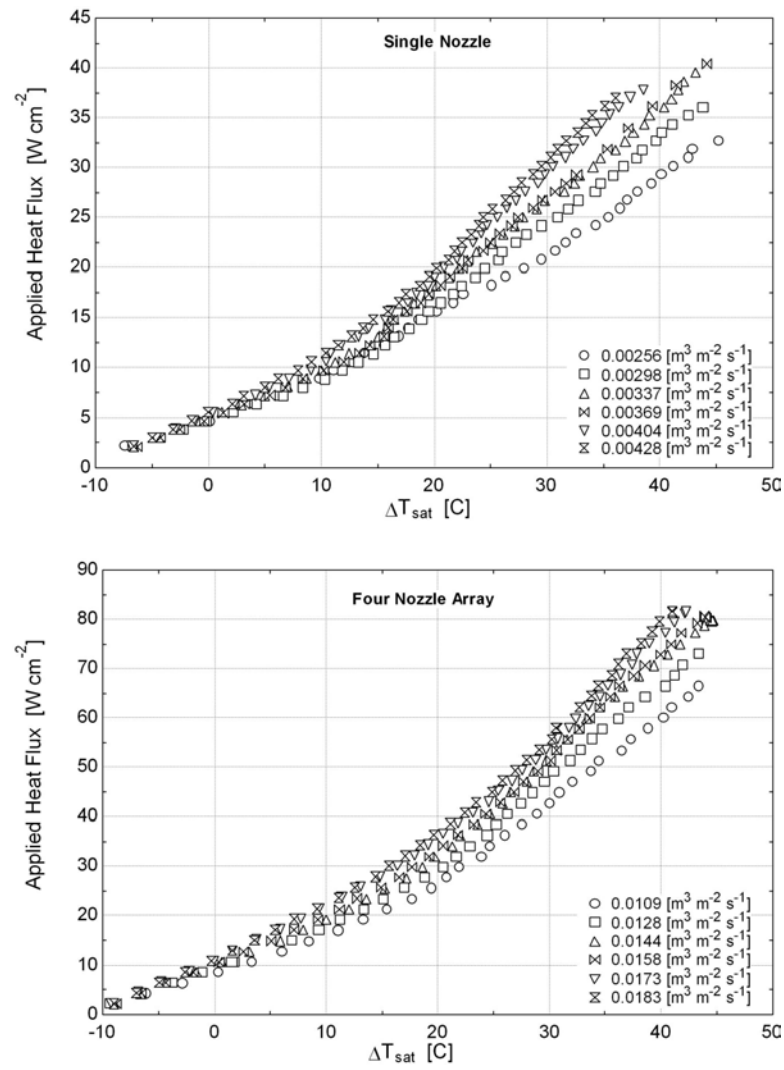 Single Nozzle
Applied Heat Flux [W cm⁻²]
45
40
35
30
25
20
15
10
5
0
0.00256 [m³ m⁻² s⁻¹]
0.00298 [m³ m⁻² s⁻¹]
0.00337 [m³ m⁻² s⁻¹]
0.00369 [m³ m⁻² s⁻¹]
0.00404 [m³ m⁻² s⁻¹]
0.00428 [m³ m⁻² s⁻¹]
-10 0 10 20 30 40 50
ΔTsat [C]
Four Nozzle Array
Applied Heat Flux [W cm⁻²]
90
80
70
60
50
40
30
20
10
0
0.0109 [m³ m⁻² s⁻¹]
0.0128 [m³ m⁻² s⁻¹]
0.0144 [m³ m⁻² s⁻¹]
0.0158 [m³ m⁻² s⁻¹]
0.0173 [m³ m⁻² s⁻¹]
0.0183 [m³ m⁻² s⁻¹]
-10 0 10 20 30 40 50
ΔTsat [C]